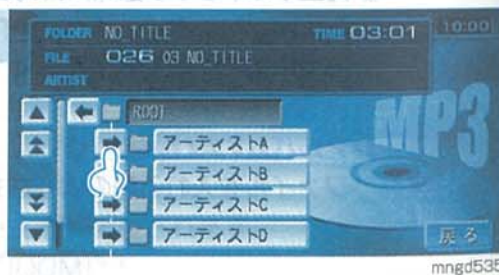 FOLDER NO_TITLE TIME 03:01 10:00
FILE 026 03 NO_TITLE
ARTIST
ROOT
MP3
アーティストA
アーティストB
アーティストC
アーティストD
戻る
mngd535